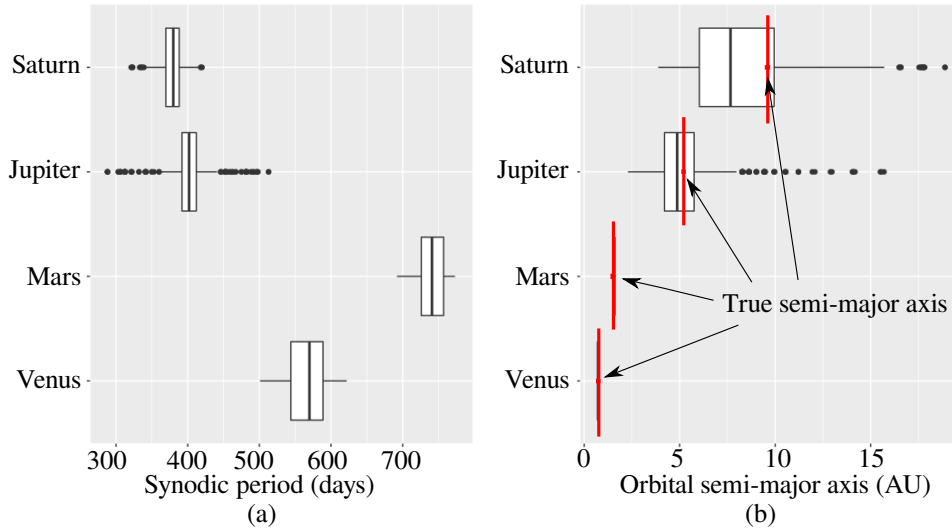 Saturn
Jupiter
Mars
Venus
300 400 500 600 700
Synodic period (days)
(a)
Saturn
Jupiter
Mars
Venus
True semi-major axis
0 5 10 15
Orbital semi-major axis (AU)
(b)